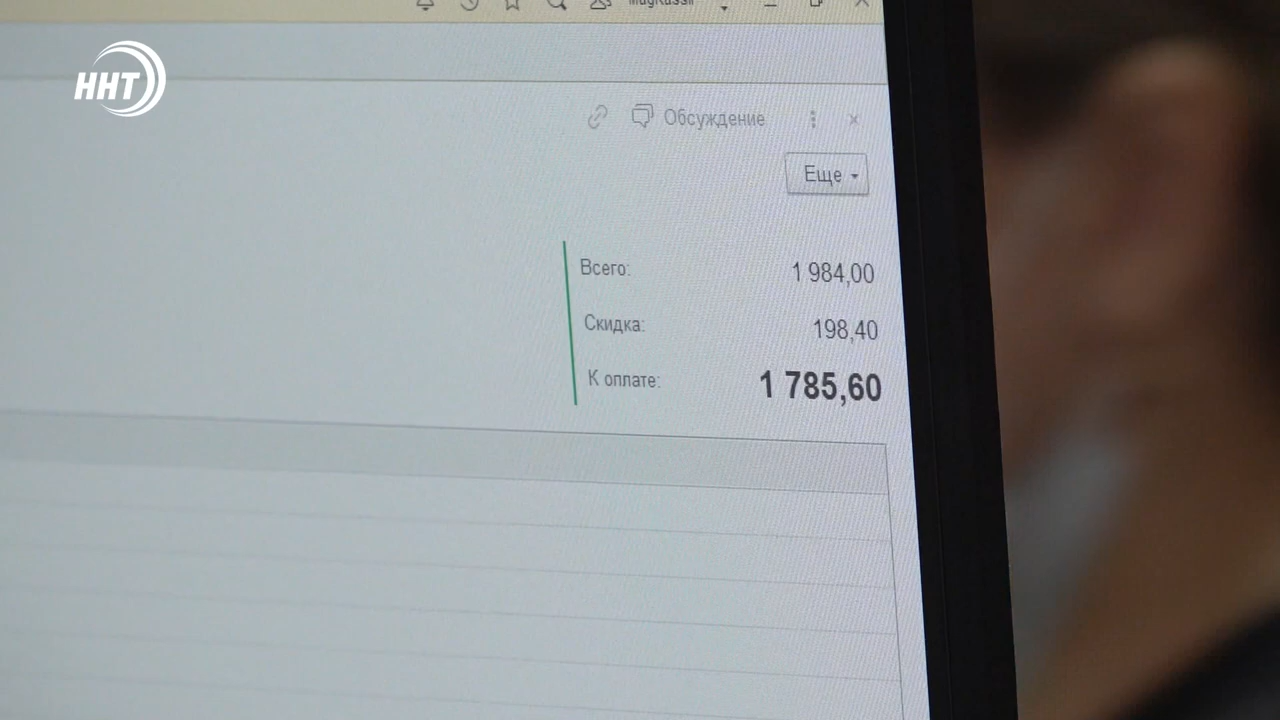 ННТ
Обсуждение
Еще
Всего: 1 984,00
Скидка: 198,40
К оплате: 1 785,60